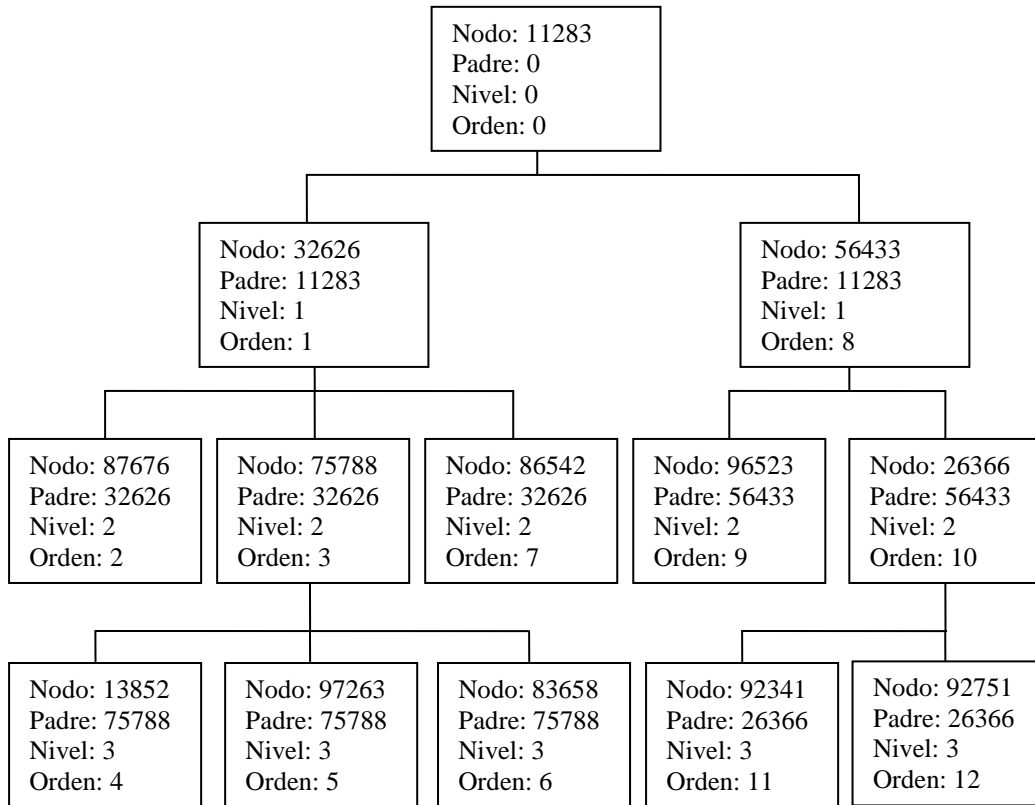 Nodo: 11283
Padre: 0
Nivel: 0
Orden: 0
Nodo: 32626
Padre: 11283
Nivel: 1
Orden: 1
Nodo: 56433
Padre: 11283
Nivel: 1
Orden: 8
Nodo: 87676
Padre: 32626
Nivel: 2
Orden: 2
Nodo: 75788
Padre: 32626
Nivel: 2
Orden: 3
Nodo: 86542
Padre: 32626
Nivel: 2
Orden: 7
Nodo: 96523
Padre: 56433
Nivel: 2
Orden: 9
Nodo: 26366
Padre: 56433
Nivel: 2
Orden: 10
Nodo: 13852
Padre: 75788
Nivel: 3
Orden: 4
Nodo: 97263
Padre: 75788
Nivel: 3
Orden: 5
Nodo: 83658
Padre: 75788
Nivel: 3
Orden: 6
Nodo: 92341
Padre: 26366
Nivel: 3
Orden: 11
Nodo: 92751
Padre: 26366
Nivel: 3
Orden: 12